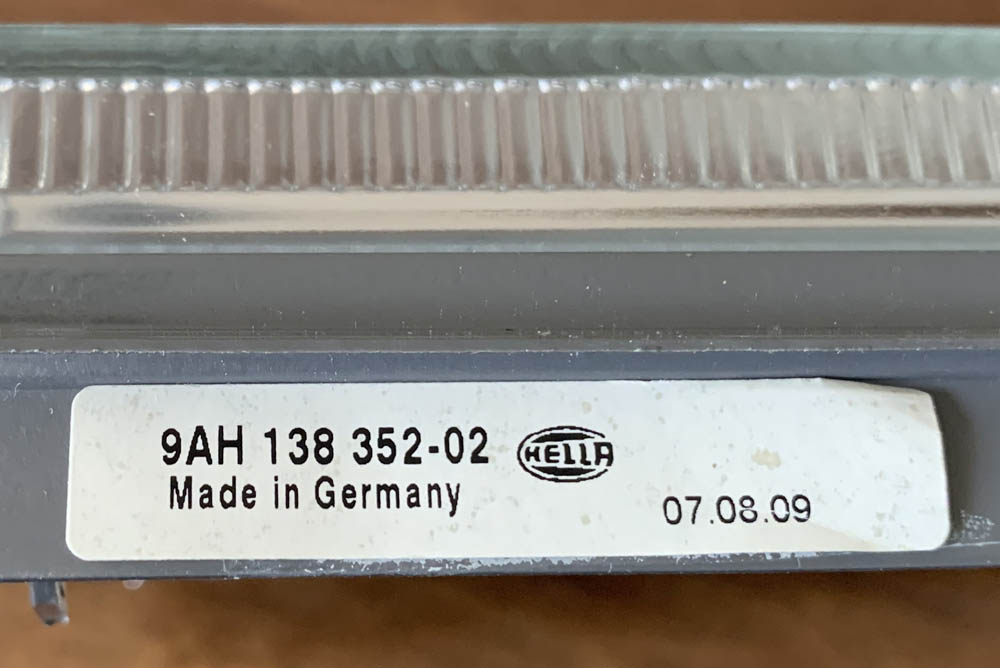 9AH 138 352-02 HELLA
Made in Germany
07.08.09